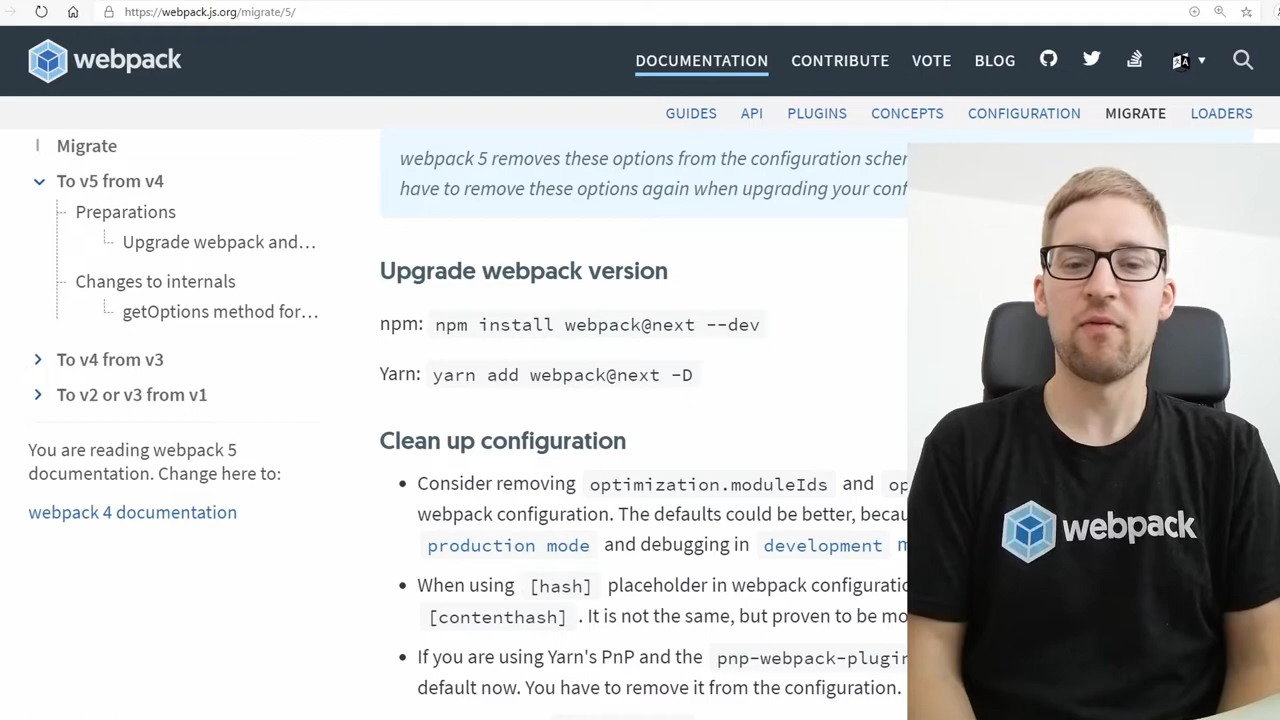 https://webpack.js.org/migrate/5/
webpack
DOCUMENTATION CONTRIBUTE VOTE BLOG
GUIDES API PLUGINS CONCEPTS CONFIGURATION MIGRATE LOADERS
Migrate
To v5 from v4
Preparations
Upgrade webpack and…
Changes to internals
getOptions method for…
To v4 from v3
To v2 or v3 from v1
You are reading webpack 5
documentation. Change here to:
webpack 4 documentation
webpack 5 removes these options from the configuration scher
have to remove these options again when upgrading your conf
Upgrade webpack version
npm: npm install webpack@next --dev
Yarn: yarn add webpack@next -D
Clean up configuration
• Consider removing optimization.moduleIds and op
webpack configuration. The defaults could be better, becau
production mode and debugging in development m
• When using [hash] placeholder in webpack configuratio
[contenthash] . It is not the same, but proven to be mo
• If you are using Yarn's PnP and the pnp-webpack-plugin
default now. You have to remove it from the configuration.
webpack